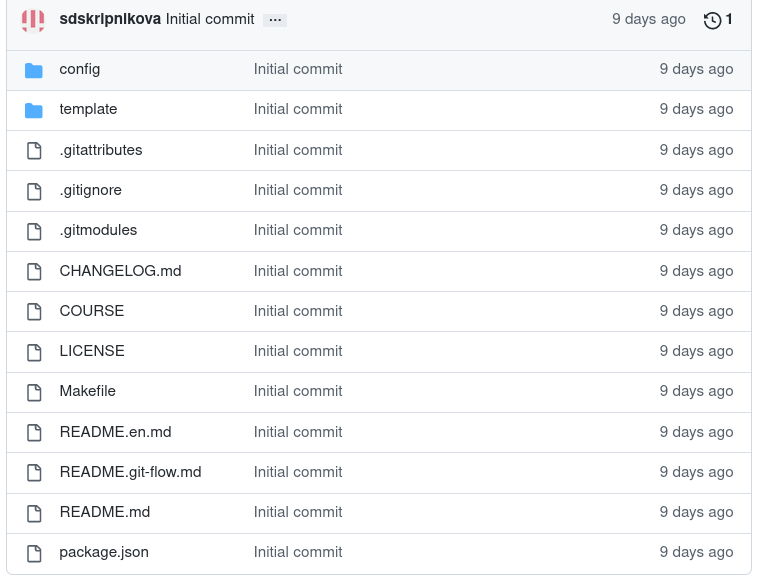 sdskripnikova Initial commit ... 9 days ago 1
config Initial commit 9 days ago
template Initial commit 9 days ago
.gitattributes Initial commit 9 days ago
.gitignore Initial commit 9 days ago
.gitmodules Initial commit 9 days ago
CHANGELOG.md Initial commit 9 days ago
COURSE Initial commit 9 days ago
LICENSE Initial commit 9 days ago
Makefile Initial commit 9 days ago
README.en.md Initial commit 9 days ago
README.git-flow.md Initial commit 9 days ago
README.md Initial commit 9 days ago
package.json Initial commit 9 days ago